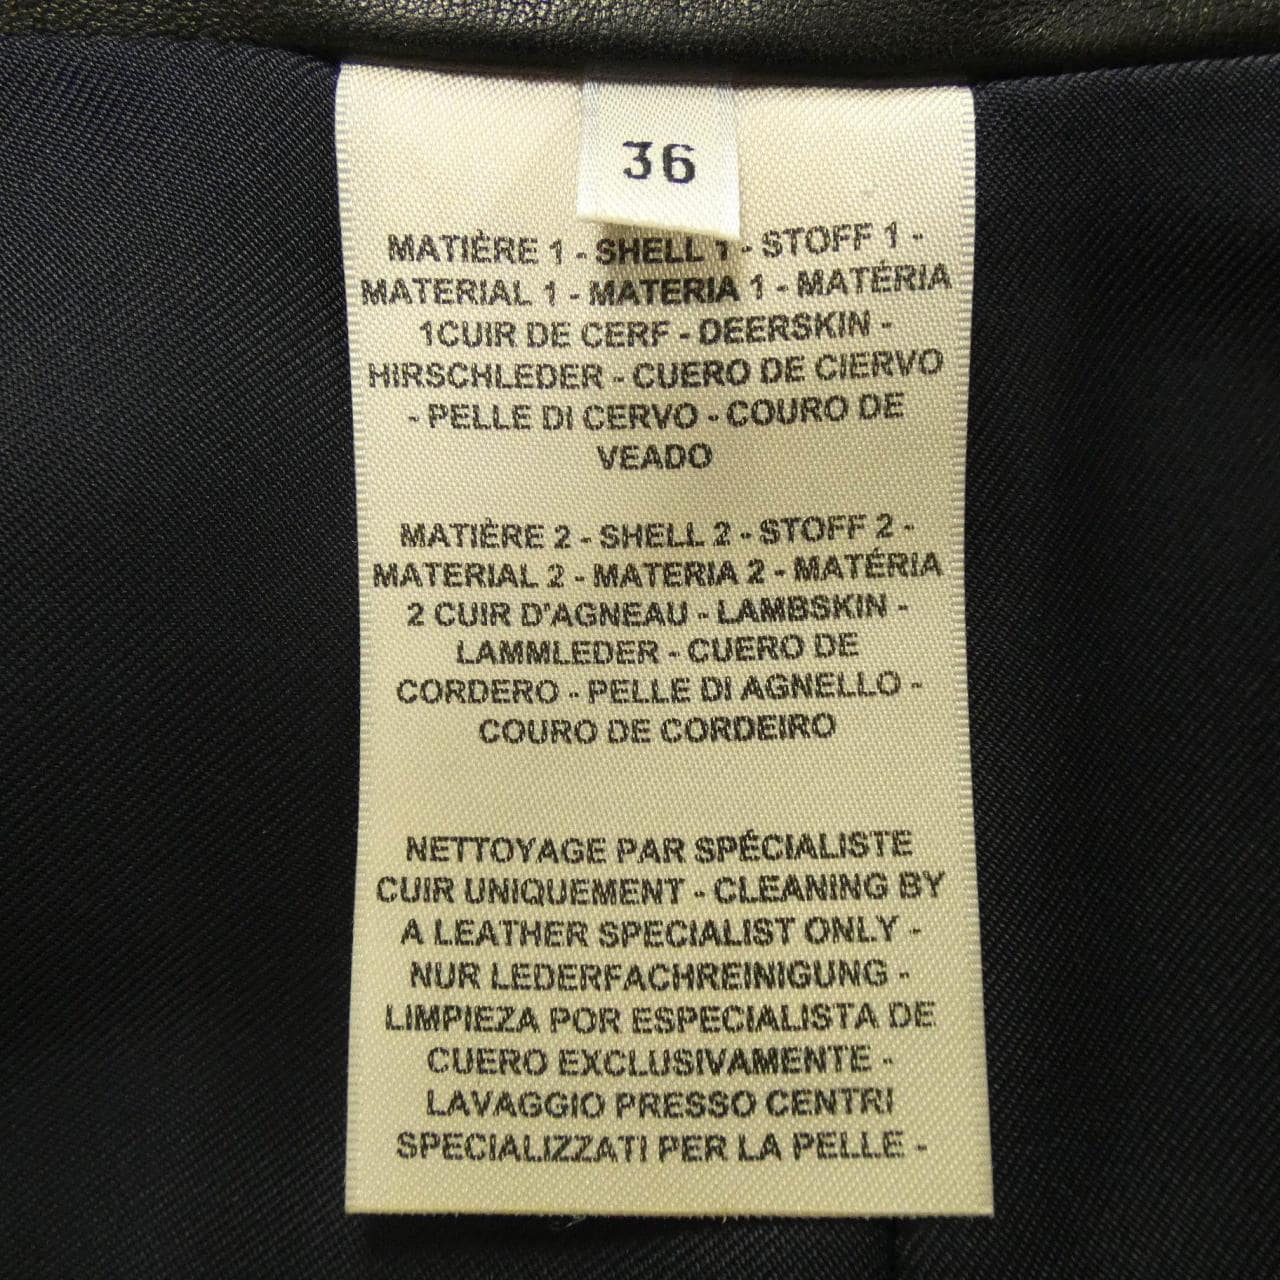 36
MATIÈRE 1 - SHELL 1 - STOFF 1 -
MATERIAL 1 - MATERIA 1 - MATÉRIA
1CUIR DE CERF - DEERSKIN -
HIRSCHLEDER - CUERO DE CIERVO
- PELLE DI CERVO - COURO DE
VEADO
MATIÈRE 2 - SHELL 2 - STOFF 2 -
MATERIAL 2 - MATERIA 2 - MATÉRIA
2 CUIR D'AGNEAU - LAMBSKIN -
LAMMLEDER - CUERO DE
CORDERO - PELLE DI AGNELLO -
COURO DE CORDEIRO
NETTOYAGE PAR SPÉCIALISTE
CUIR UNIQUEMENT - CLEANING BY
A LEATHER SPECIALIST ONLY -
NUR LEDERFACHREINIGUNG -
LIMPIEZA POR ESPECIALISTA DE
CUERO EXCLUSIVAMENTE -
LAVAGGIO PRESSO CENTRI
SPECIALIZZATI PER LA PELLE -